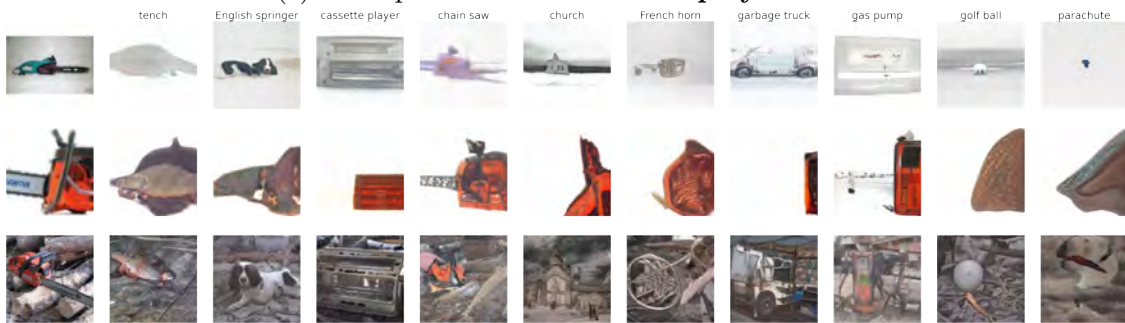 tench
English springer
cassette player
chain saw
church
French horn
garbage truck
gas pump
golf ball
parachute